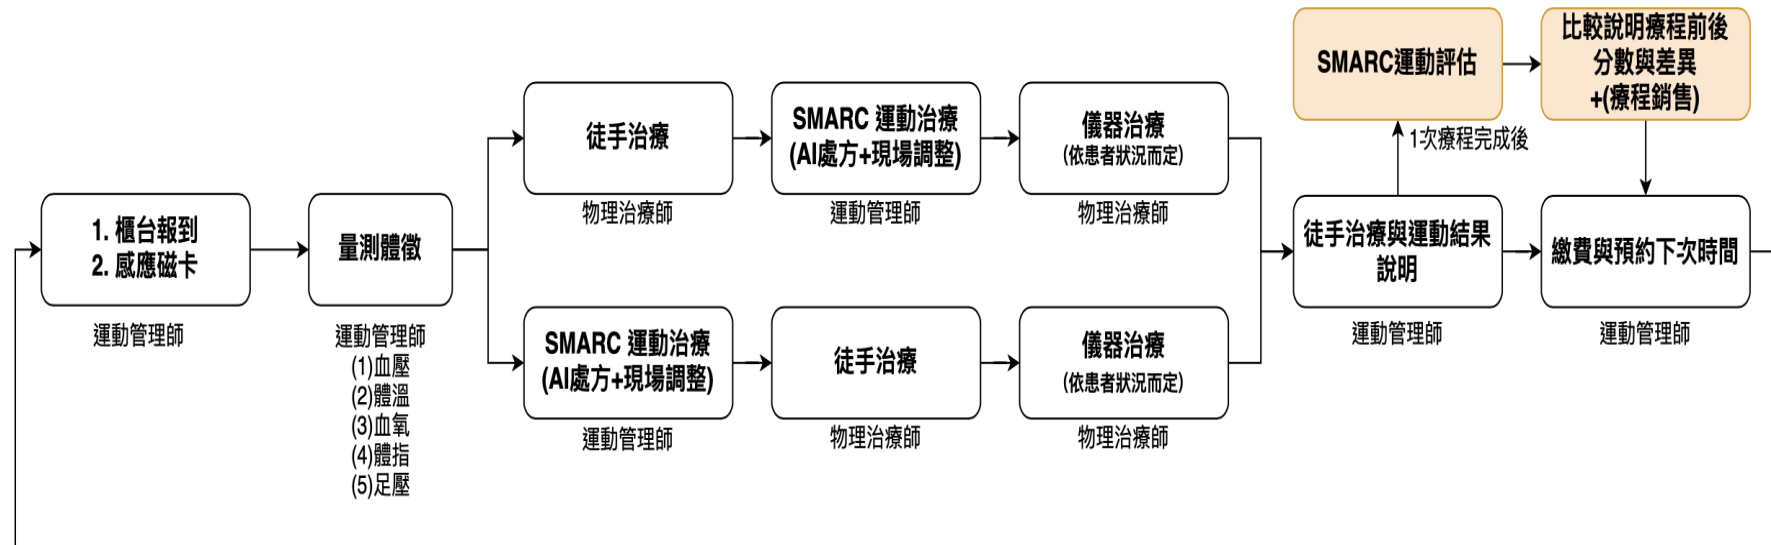 1. 櫃台報到
2. 感應磁卡
運動管理師
量測體徵
運動管理師
(1)血壓
(2)體溫
(3)血氧
(4)體指
(5)足壓
徒手治療
物理治療師
SMARC 運動治療
(AI處方+現場調整)
運動管理師
儀器治療
(依患者狀況而定)
物理治療師
SMARC 運動治療
(AI處方+現場調整)
運動管理師
徒手治療
物理治療師
儀器治療
(依患者狀況而定)
物理治療師
徒手治療與運動結果
說明
運動管理師
1次療程完成後
SMARC運動評估
比較說明療程前後
分數與差異
+(療程銷售)
繳費與預約下次時間
運動管理師